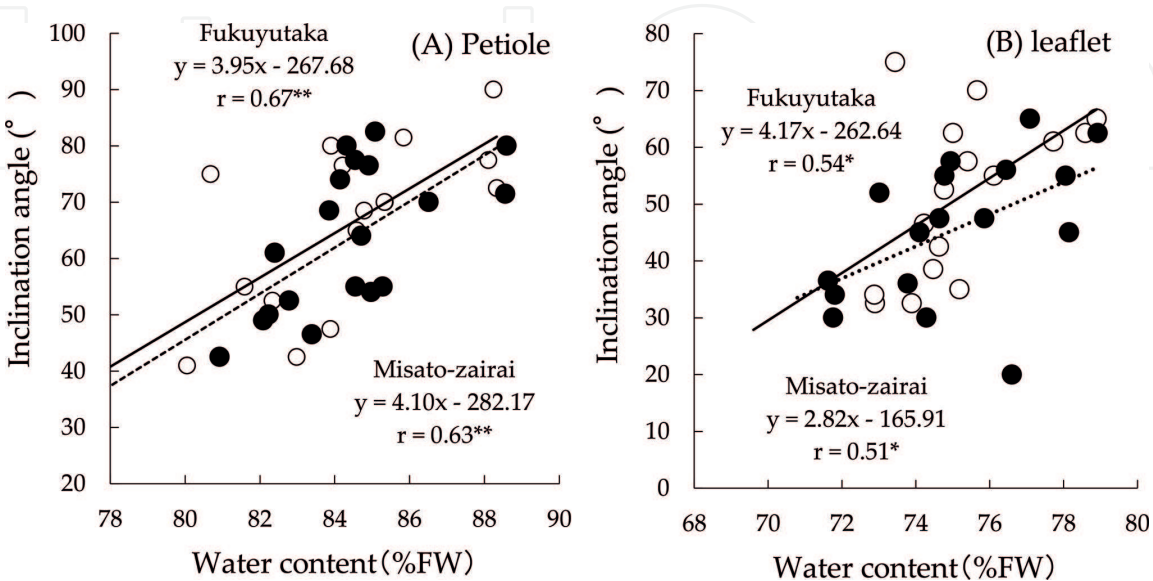 (A) Petiole
Fukuyutaka
y = 3.95x - 267.68
r = 0.67**
Misato-zairai
y = 4.10x - 282.17
r = 0.63**
Inclination angle (°)
100
90
80
70
60
50
40
30
20
78 80 82 84 86 88 90
Water content (%FW)
(B) leaflet
Fukuyutaka
y = 4.17x - 262.64
r = 0.54*
Misato-zairai
y = 2.82x - 165.91
r = 0.51*
Inclination angle (°)
80
70
60
50
40
30
20
10
0
68 70 72 74 76 78 80
Water content (%FW)